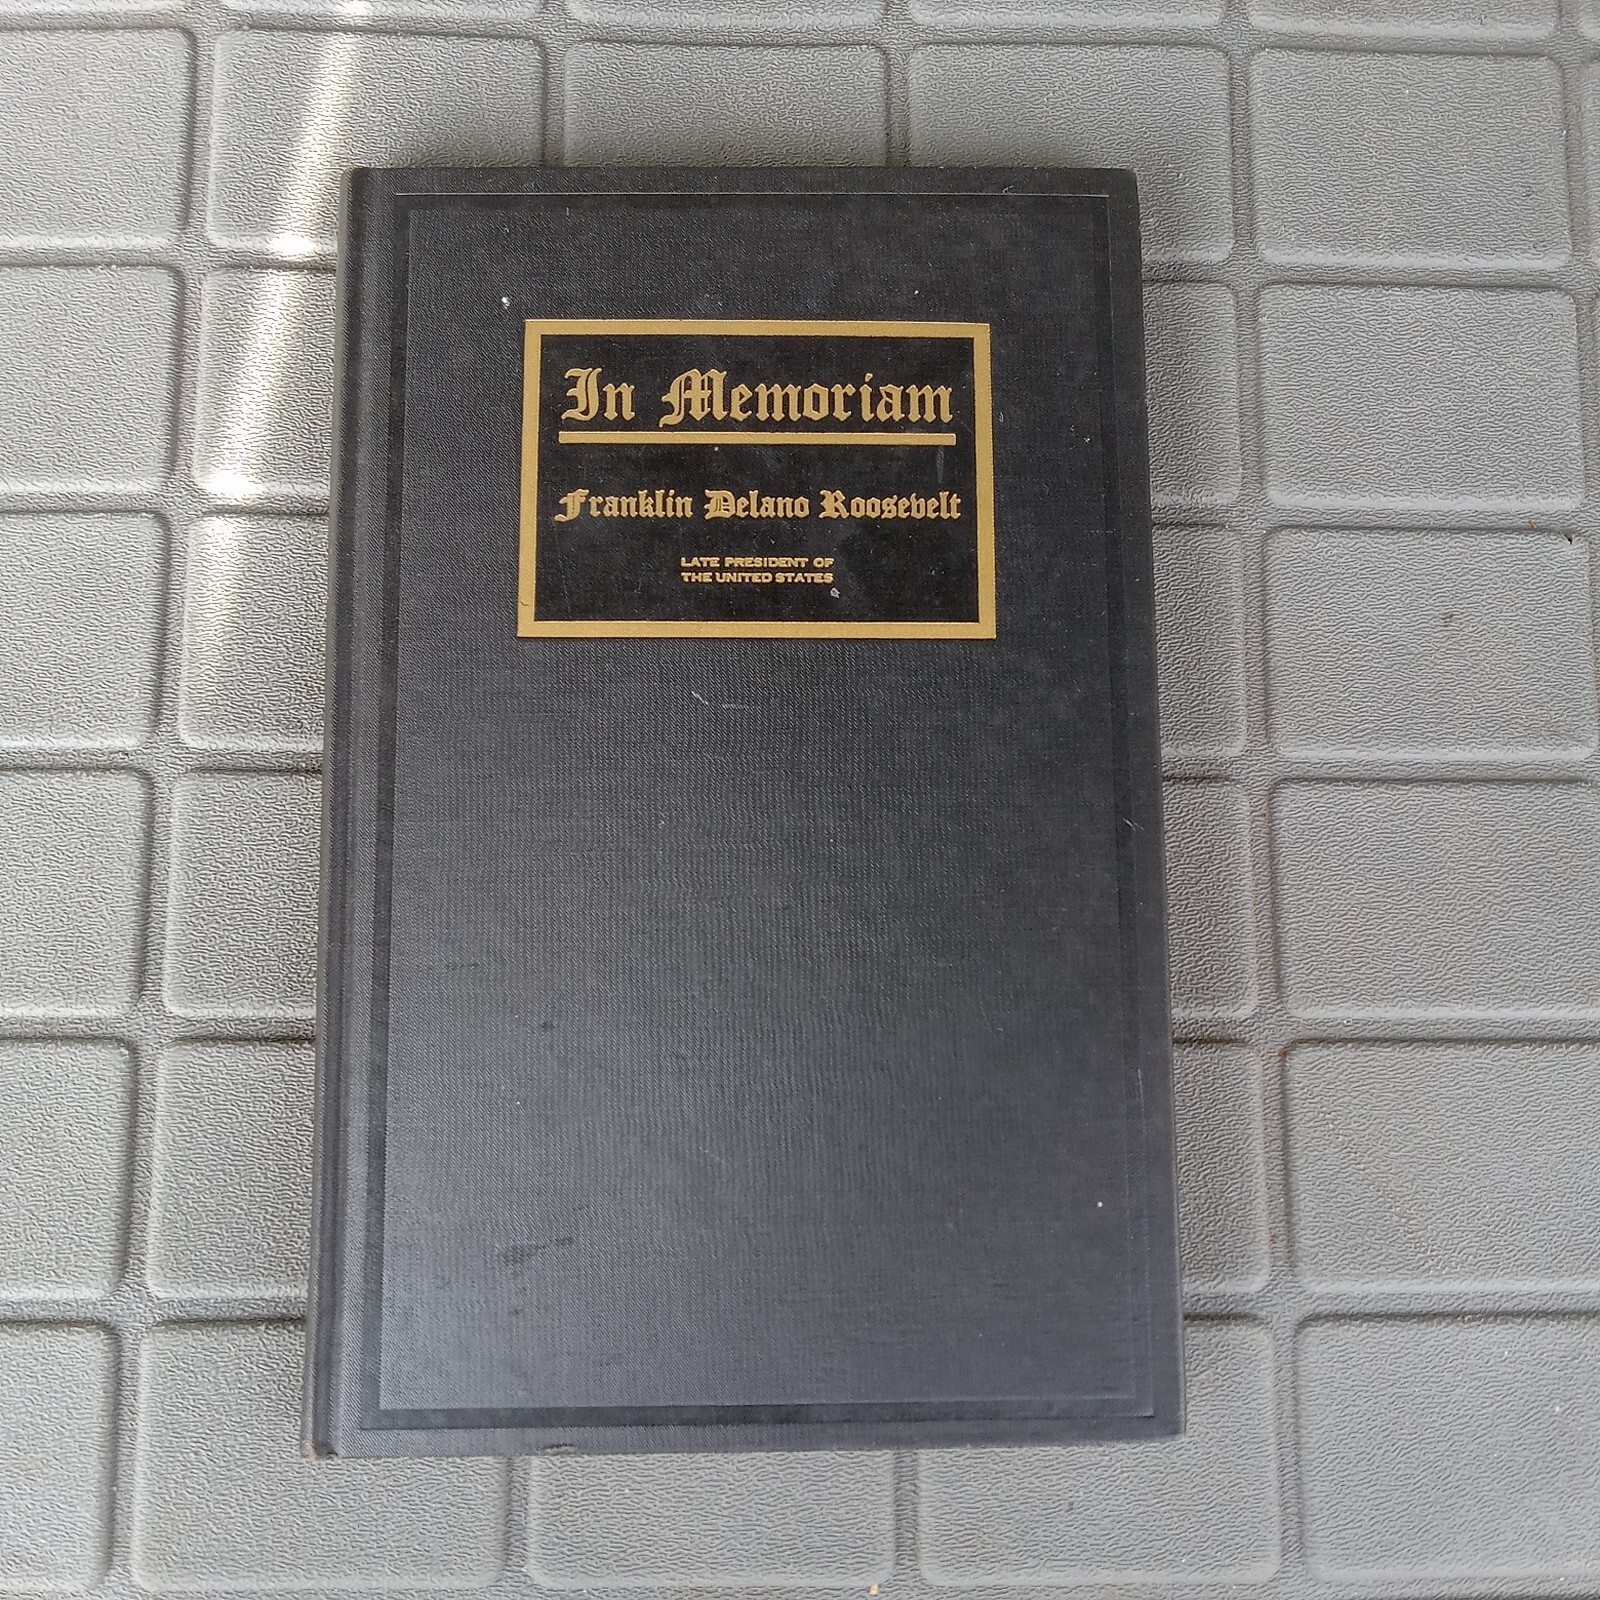 In Memoriam
Franklin Delano Roosevelt
LATE PRESIDENT OF
THE UNITED STATES